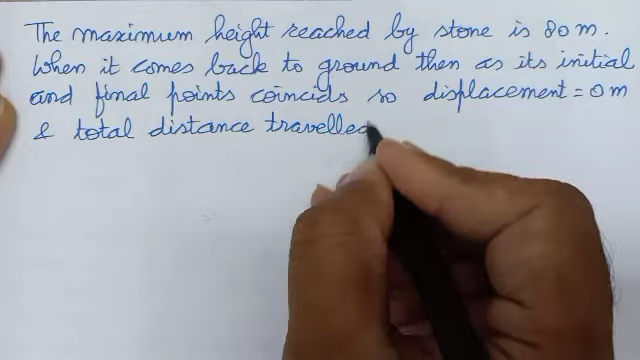 The maximum height reached by stone is 80 m.
When it comes back to ground then as its initial
and final points coincids so displacement = 0 m
& total distance travelled